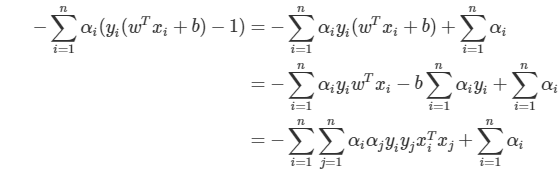 $-\sum_{i=1}^{n} \alpha_i(y_i(w^T x_i + b) - 1) = -\sum_{i=1}^{n} \alpha_i y_i(w^T x_i + b) + \sum_{i=1}^{n} \alpha_i$
$= -\sum_{i=1}^{n} \alpha_i y_i w^T x_i - b\sum_{i=1}^{n} \alpha_i y_i + \sum_{i=1}^{n} \alpha_i$
$= -\sum_{i=1}^{n} \sum_{j=1}^{n} \alpha_i \alpha_j y_i y_j x_i^T x_j + \sum_{i=1}^{n} \alpha_i$